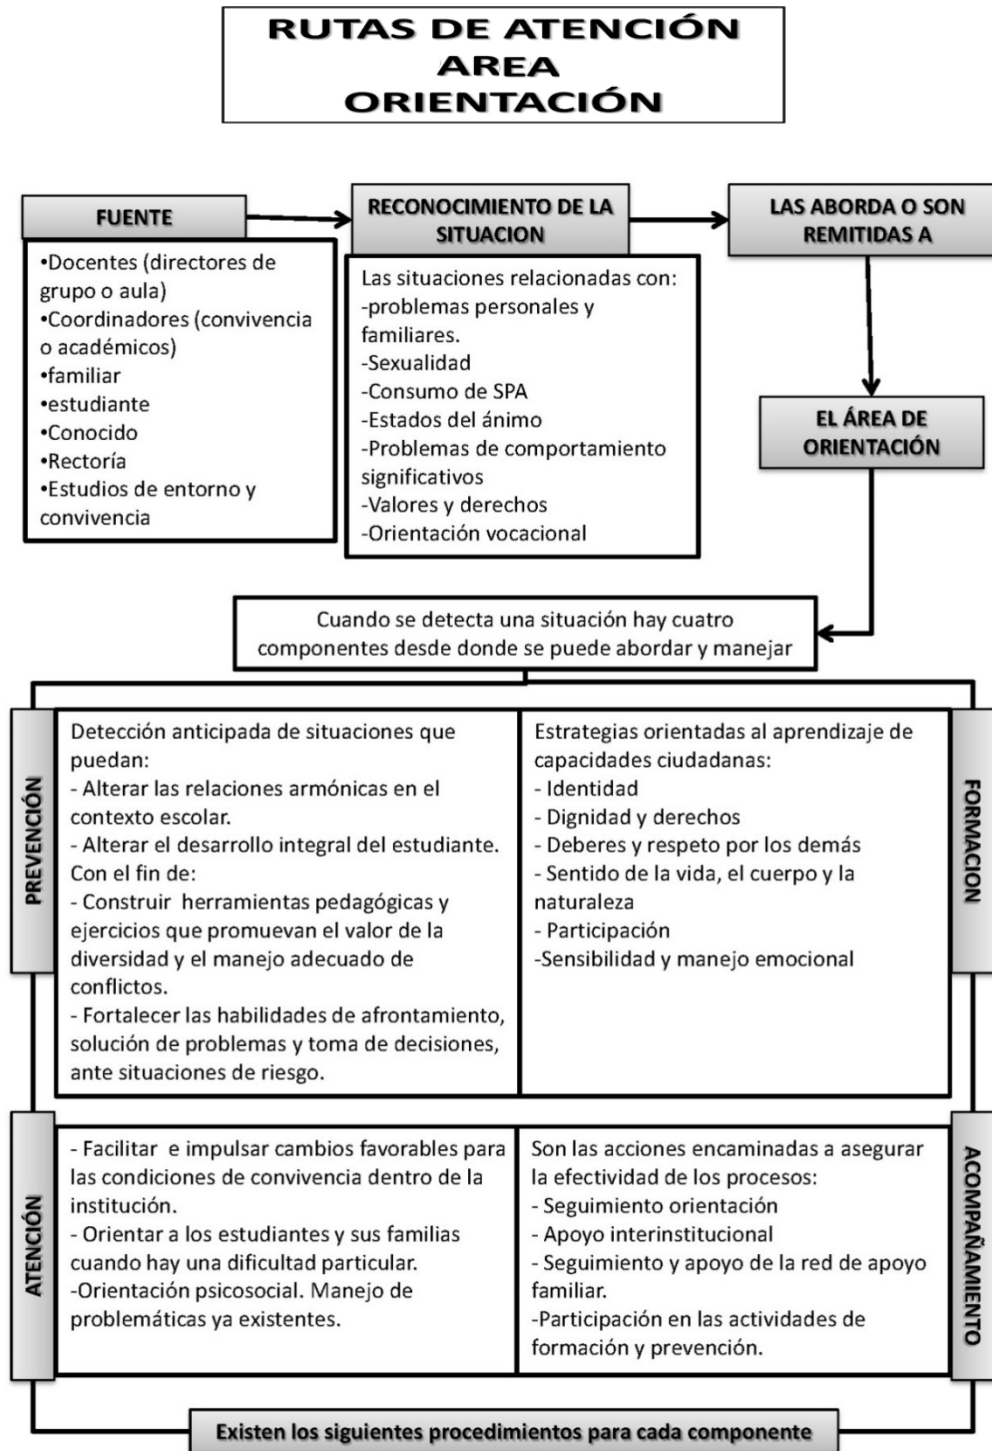 RUTAS DE ATENCIÓN
AREA
ORIENTACIÓN
FUENTE
•Docentes (directores de
grupo o aula)
•Coordinadores (convivencia
o académicos)
•familiar
•estudiante
•Conocido
•Rectoría
•Estudios de entorno y
convivencia
RECONOCIMIENTO DE LA
SITUACION
Las situaciones relacionadas con:
-problemas personales y
familiares.
-Sexualidad
-Consumo de SPA
-Estados del ánimo
-Problemas de comportamiento
significativos
-Valores y derechos
-Orientación vocacional
LAS ABORDA O SON
REMITIDAS A
EL ÁREA DE
ORIENTACIÓN
Cuando se detecta una situación hay cuatro
componentes desde donde se puede abordar y manejar
PREVENCIÓN
Detección anticipada de situaciones que
puedan:
- Alterar las relaciones armónicas en el
contexto escolar.
- Alterar el desarrollo integral del estudiante.
Con el fin de:
- Construir herramientas pedagógicas y
ejercicios que promuevan el valor de la
diversidad y el manejo adecuado de
conflictos.
- Fortalecer las habilidades de afrontamiento,
solución de problemas y toma de decisiones,
ante situaciones de riesgo.
Estrategias orientadas al aprendizaje de
capacidades ciudadanas:
- Identidad
- Dignidad y derechos
- Deberes y respeto por los demás
- Sentido de la vida, el cuerpo y la
naturaleza
- Participación
-Sensibilidad y manejo emocional
FORMACION
ATENCIÓN
- Facilitar e impulsar cambios favorables para
las condiciones de convivencia dentro de la
institución.
- Orientar a los estudiantes y sus familias
cuando hay una dificultad particular.
-Orientación psicosocial. Manejo de
problemáticas ya existentes.
Son las acciones encaminadas a asegurar
la efectividad de los procesos:
- Seguimiento orientación
- Apoyo interinstitucional
- Seguimiento y apoyo de la red de apoyo
familiar.
-Participación en las actividades de
formación y prevención.
ACOMPAÑAMIENTO
Existen los siguientes procedimientos para cada componente